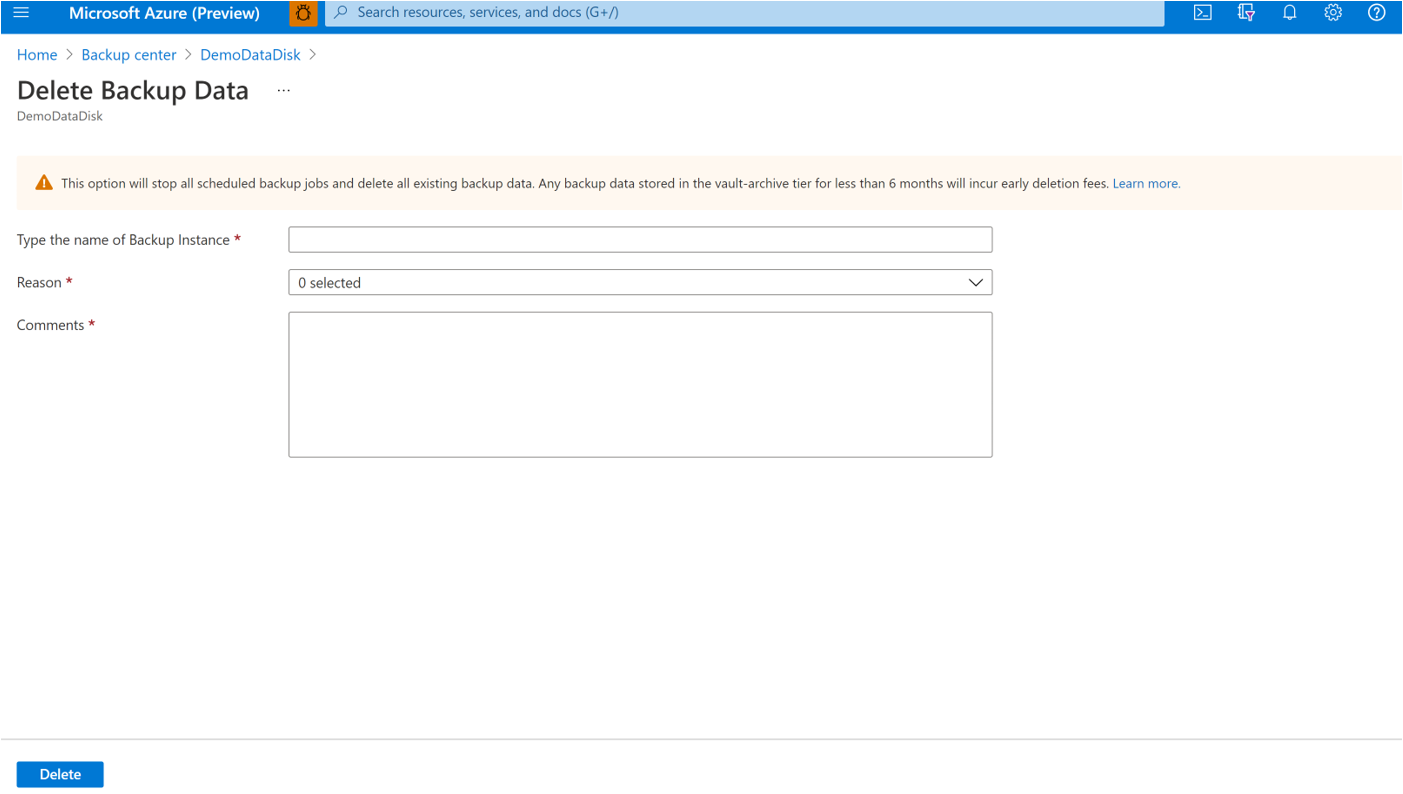 Microsoft Azure (Preview)
Search resources, services, and docs (G+/)
Home > Backup center > DemoDataDisk >
Delete Backup Data ...
DemoDataDisk
This option will stop all scheduled backup jobs and delete all existing backup data. Any backup data stored in the vault-archive tier for less than 6 months will incur early deletion fees. Learn more.
Type the name of Backup Instance *
Reason *
0 selected
Comments *
Delete